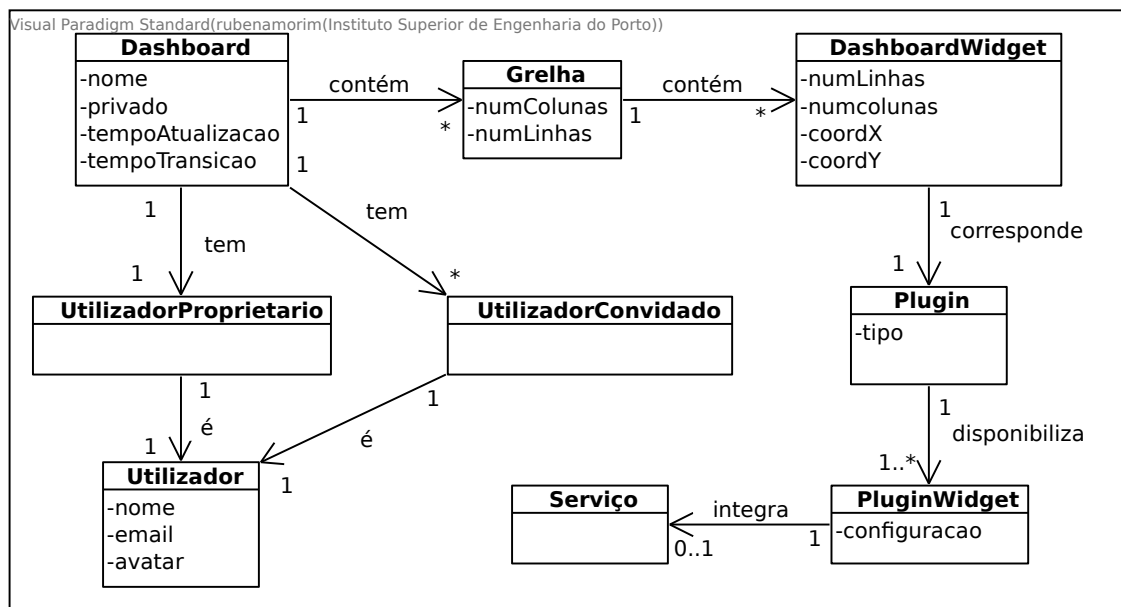 Visual Paradigm Standard(rubenamorim(Instituto Superior de Engenharia do Porto))
Dashboard
-nome
-privado
-tempoAtualizacao
-tempoTransicao
contém
1
*
Grelha
-numColunas
-numLinhas
contém
1
*
DashboardWidget
-numLinhas
-numcolunas
-coordX
-coordY
1
tem
1
1
tem
*
1
corresponde
1
UtilizadorProprietario
UtilizadorConvidado
Plugin
-tipo
1
é
1
1
é
1
1
disponibiliza
1..*
Utilizador
-nome
-email
-avatar
Serviço
integra
0..1
1
PluginWidget
-configuracao